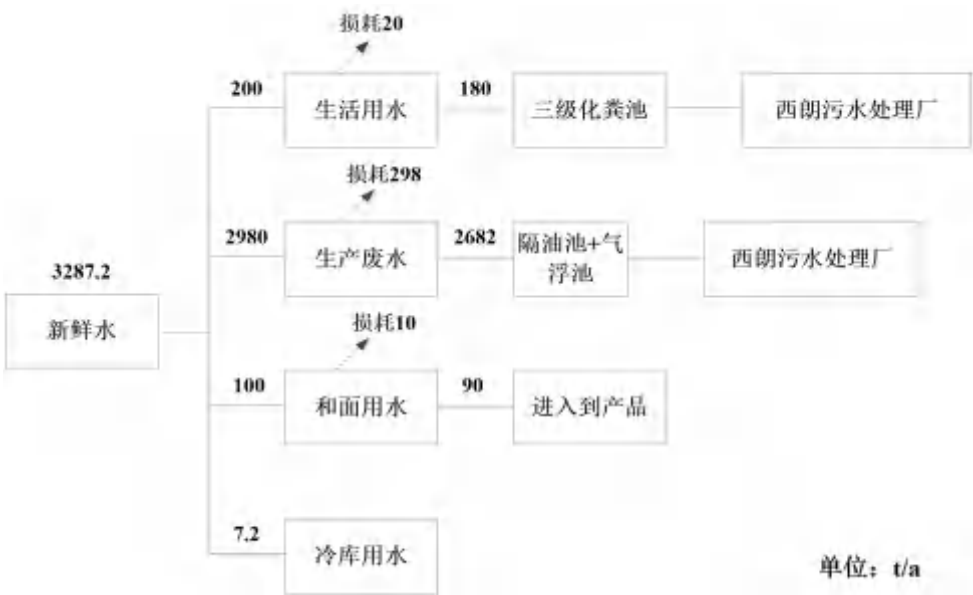 损耗20
200
生活用水
180
三级化粪池
西朗污水处理厂
损耗298
2980
生产废水
2682
隔油池+气
浮池
西朗污水处理厂
3287.2
新鲜水
损耗10
100
和面用水
90
进入到产品
7.2
冷库用水
单位：t/a